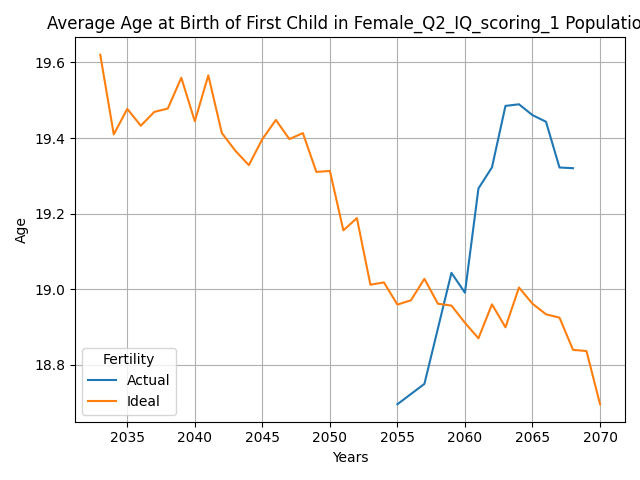 Average Age at Birth of First Child in Female_Q2_IQ_scoring_1 Populatio
19.6
19.4
19.2
19.0
18.8
Age
Fertility
Actual
Ideal
2035 2040 2045 2050 2055 2060 2065 2070
Years